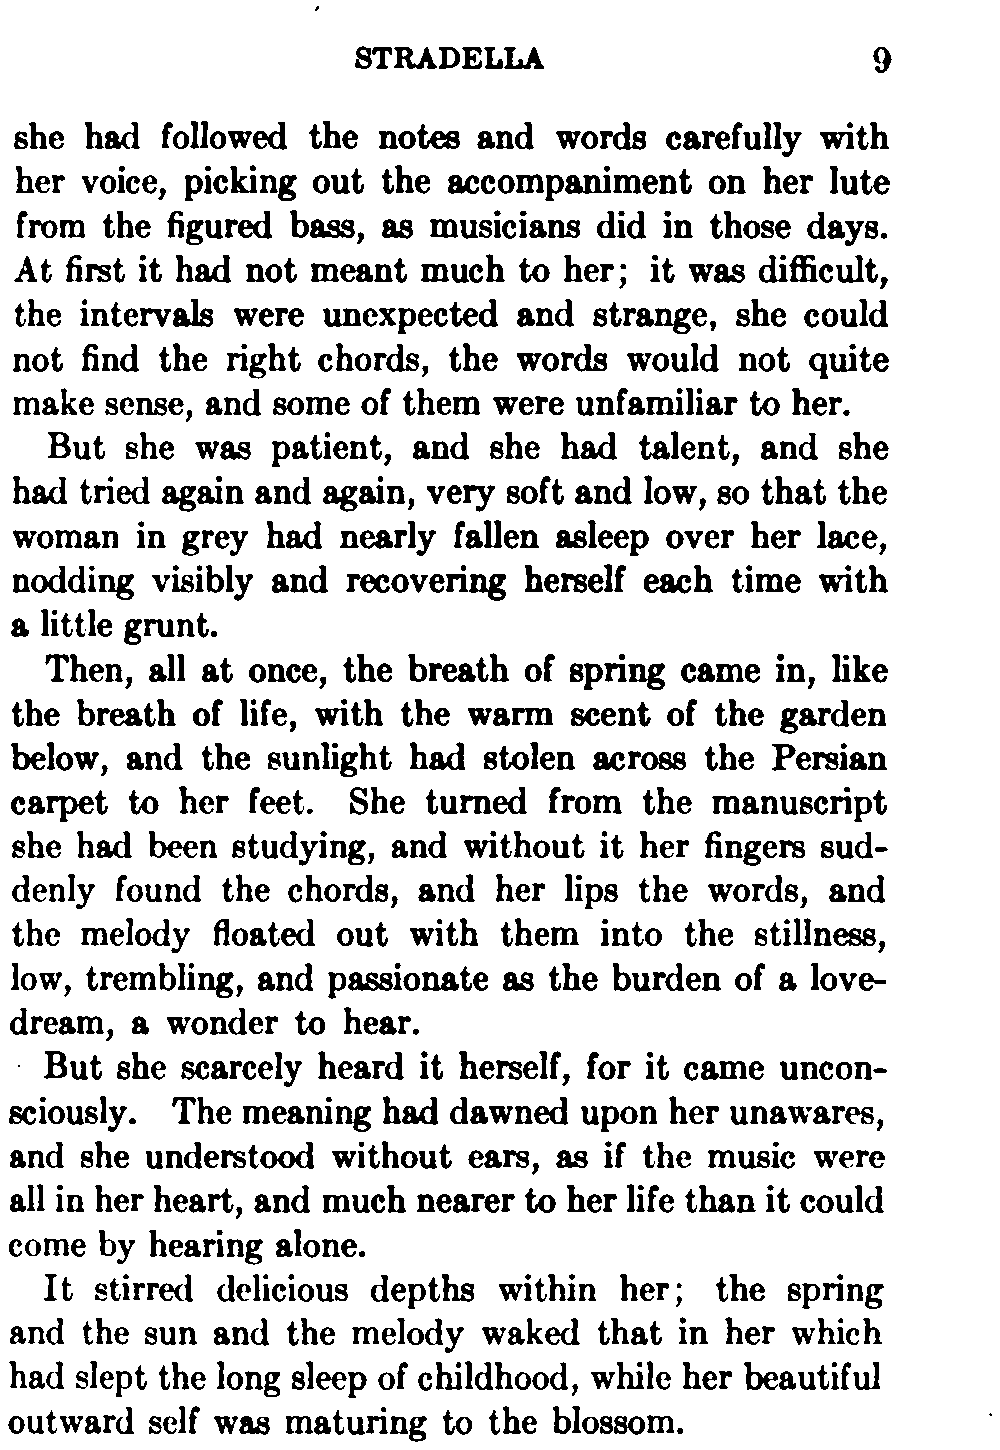 STRADELLA 9
she had followed the notes and words carefully with
her voice, picking out the accompaniment on her lute
from the figured bass, as musicians did in those days.
At first it had not meant much to her; it was difficult,
the intervals were unexpected and strange, she could
not find the right chords, the words would not quite
make sense, and some of them were unfamiliar to her.
But she was patient, and she had talent, and she
had tried again and again, very soft and low, so that the
woman in grey had nearly fallen asleep over her lace,
nodding visibly and recovering herself each time with
a little grunt.
Then, all at once, the breath of spring came in, like
the breath of life, with the warm scent of the garden
below, and the sunlight had stolen across the Persian
carpet to her feet. She turned from the manuscript
she had been studying, and without it her fingers sud-
denly found the chords, and her lips the words, and
the melody floated out with them into the stillness,
low, trembling, and passionate as the burden of a love-
dream, a wonder to hear.
But she scarcely heard it herself, for it came uncon-
sciously. The meaning had dawned upon her unawares,
and she understood without ears, as if the music were
all in her heart, and much nearer to her life than it could
come by hearing alone.
It stirred delicious depths within her; the spring
and the sun and the melody waked that in her which
had slept the long sleep of childhood, while her beautiful
outward self was maturing to the blossom.